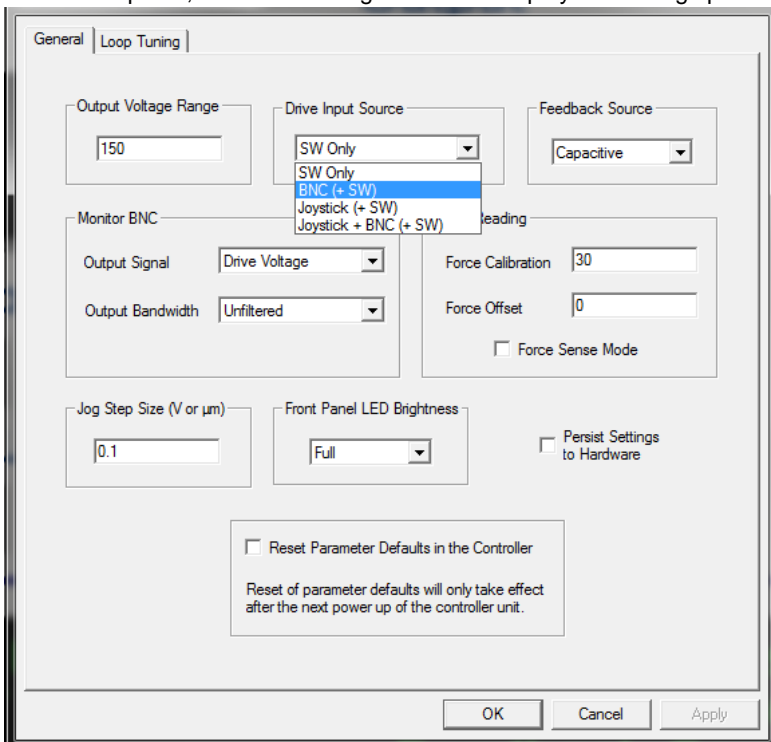 General
Loop Tuning
Output Voltage Range
150
Drive Input Source
SW Only
SW Only
BNC (+ SW)
Joystick (+ SW)
Joystick + BNC (+ SW)
Feedback Source
Capacitive
Monitor BNC
Output Signal
Drive Voltage
Output Bandwidth
Unfiltered
Reading
Force Calibration
30
Force Offset
0
Force Sense Mode
Jog Step Size (V or µm)
0.1
Front Panel LED Brightness
Full
Persist Settings
to Hardware
Reset Parameter Defaults in the Controller
Reset of parameter defaults will only take effect
after the next power up of the controller unit.
OK
Cancel
Apply